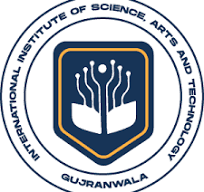 INTERNATIONAL INSTITUTE OF SCIENCE, ARTS AND TECHNOLOGY
GUJRANWALA